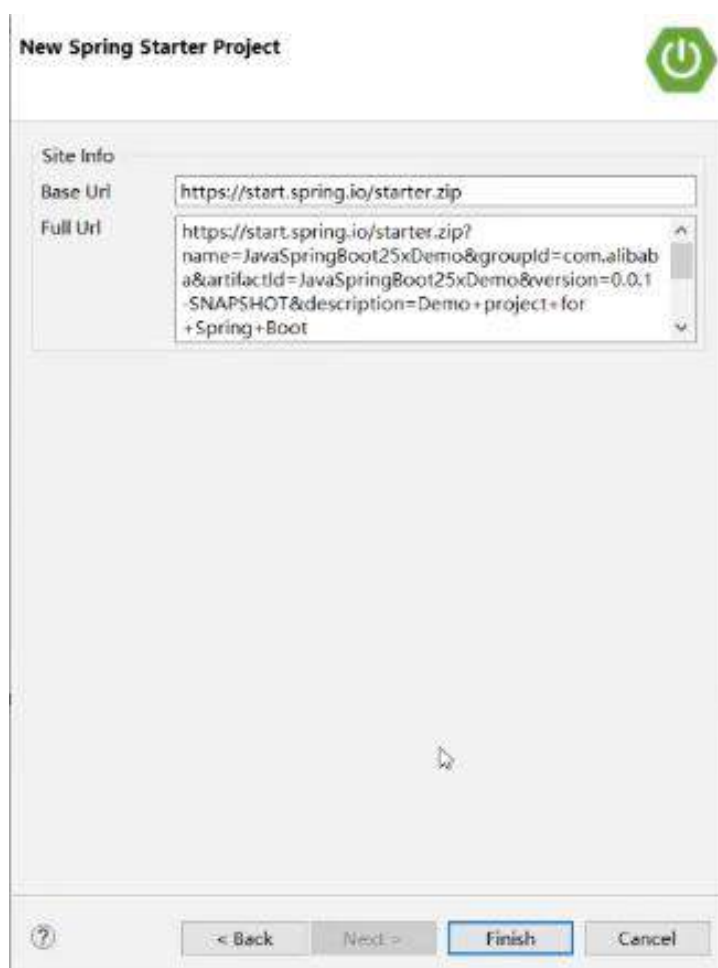 New Spring Starter Project
Site Info
Base Url
https://start.spring.io/starter.zip
Full Url
https://start.spring.io/starter.zip?
name=JavaSpringBoot25xDemo&groupId=com.alibab
a&artifactId=JavaSpringBoot25xDemo&version=0.0.1
-SNAPSHOT&description=Demo+project+for
+Spring+Boot
?
< Back
Next >
Finish
Cancel